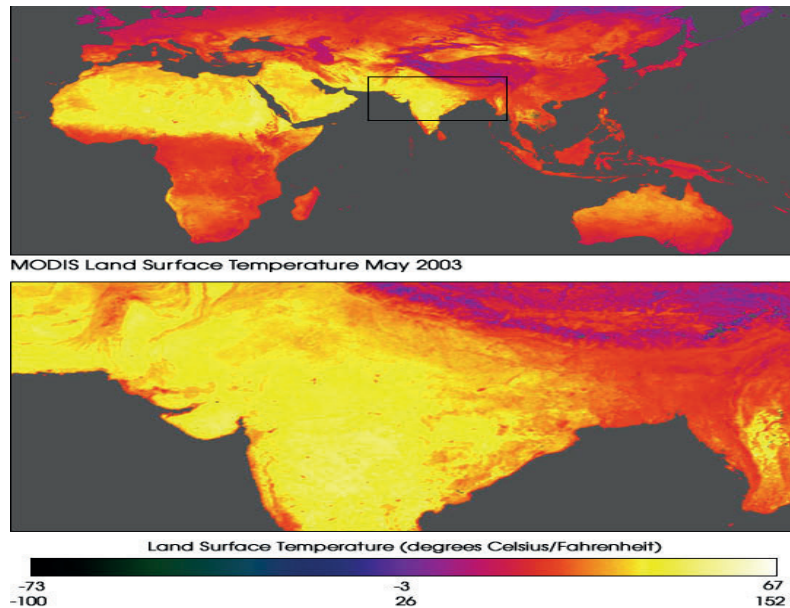 MODIS Land Surface Temperature May 2003
Land Surface Temperature (degrees Celsius/Fahrenheit)
-73 -3 67
-100 26 152